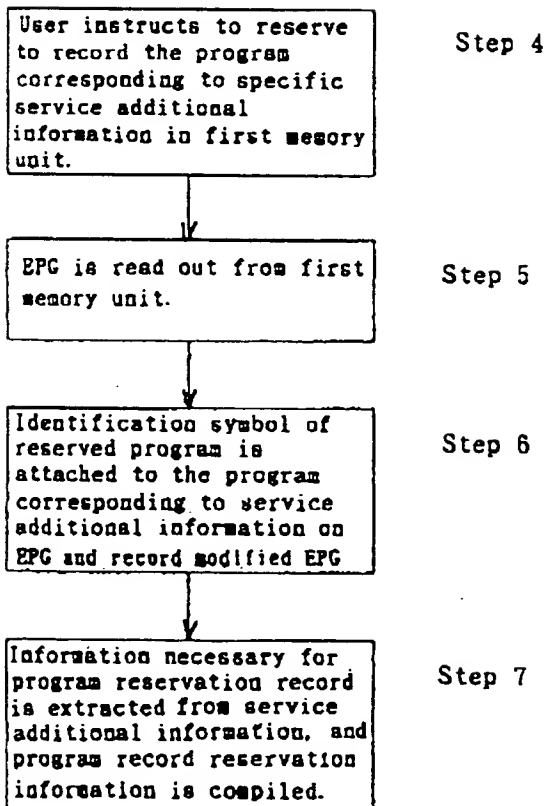 User instructs to reserve
to record the program
corresponding to specific
service additional
information in first memory
unit.
Step 4
EPG is read out from first
memory unit.
Step 5
Identification symbol of
reserved program is
attached to the program
corresponding to service
additional information on
EPG and record modified EPG
Step 6
Information necessary for
program reservation record
is extracted from service
additional information, and
program record reservation
information is compiled.
Step 7